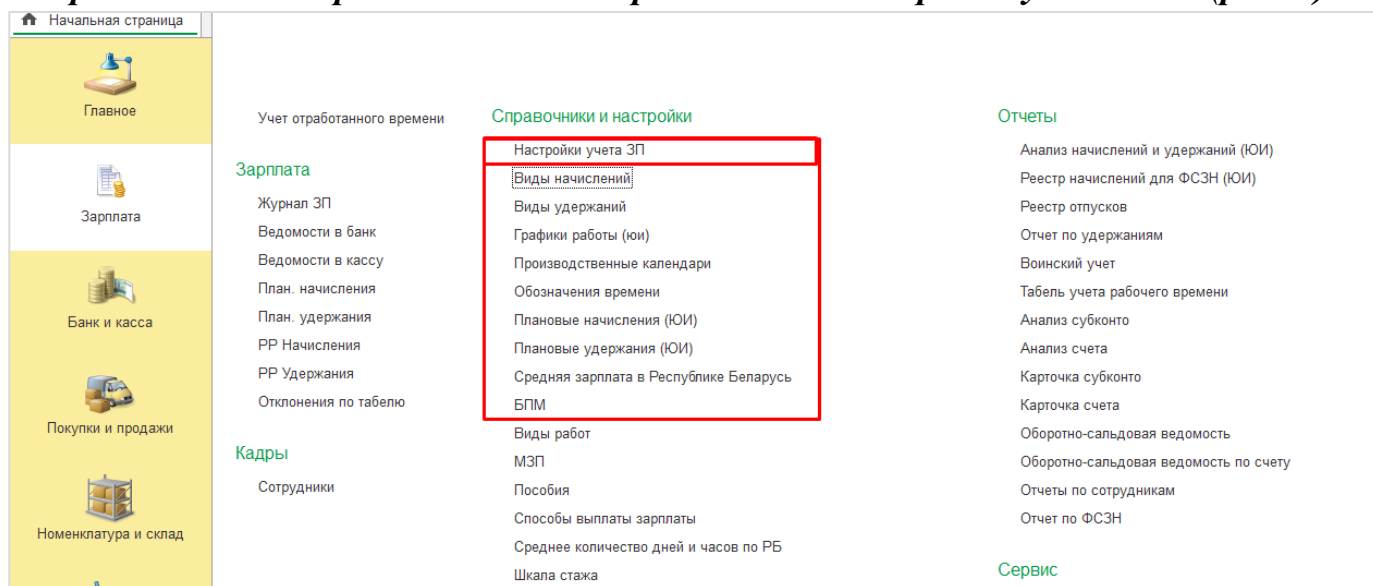 Начальная страница
Главное
Зарплата
Банк и касса
Покупки и продажи
Номенклатура и склад
Учет отработанного времени
Зарплата
Журнал ЗП
Ведомости в банк
Ведомости в кассу
План. начисления
План. удержания
РР Начисления
РР Удержания
Отклонения по табелю
Кадры
Сотрудники
Справочники и настройки
Настройки учета ЗП
Виды начислений
Виды удержаний
Графики работы (юи)
Производственные календари
Обозначения времени
Плановые начисления (ЮИ)
Плановые удержания (ЮИ)
Средняя зарплата в Республике Беларусь
БПМ
Виды работ
МЗП
Пособия
Способы выплаты зарплаты
Среднее количество дней и часов по РБ
Шкала стажа
Отчеты
Анализ начислений и удержаний (ЮИ)
Реестр начислений для ФСЗН (ЮИ)
Реестр отпусков
Отчет по удержаниям
Воинский учет
Табель учета рабочего времени
Анализ субконто
Анализ счета
Карточка субконто
Карточка счета
Оборотно-сальдовая ведомость
Оборотно-сальдовая ведомость по счету
Отчеты по сотрудникам
Отчет по ФСЗН
Сервис